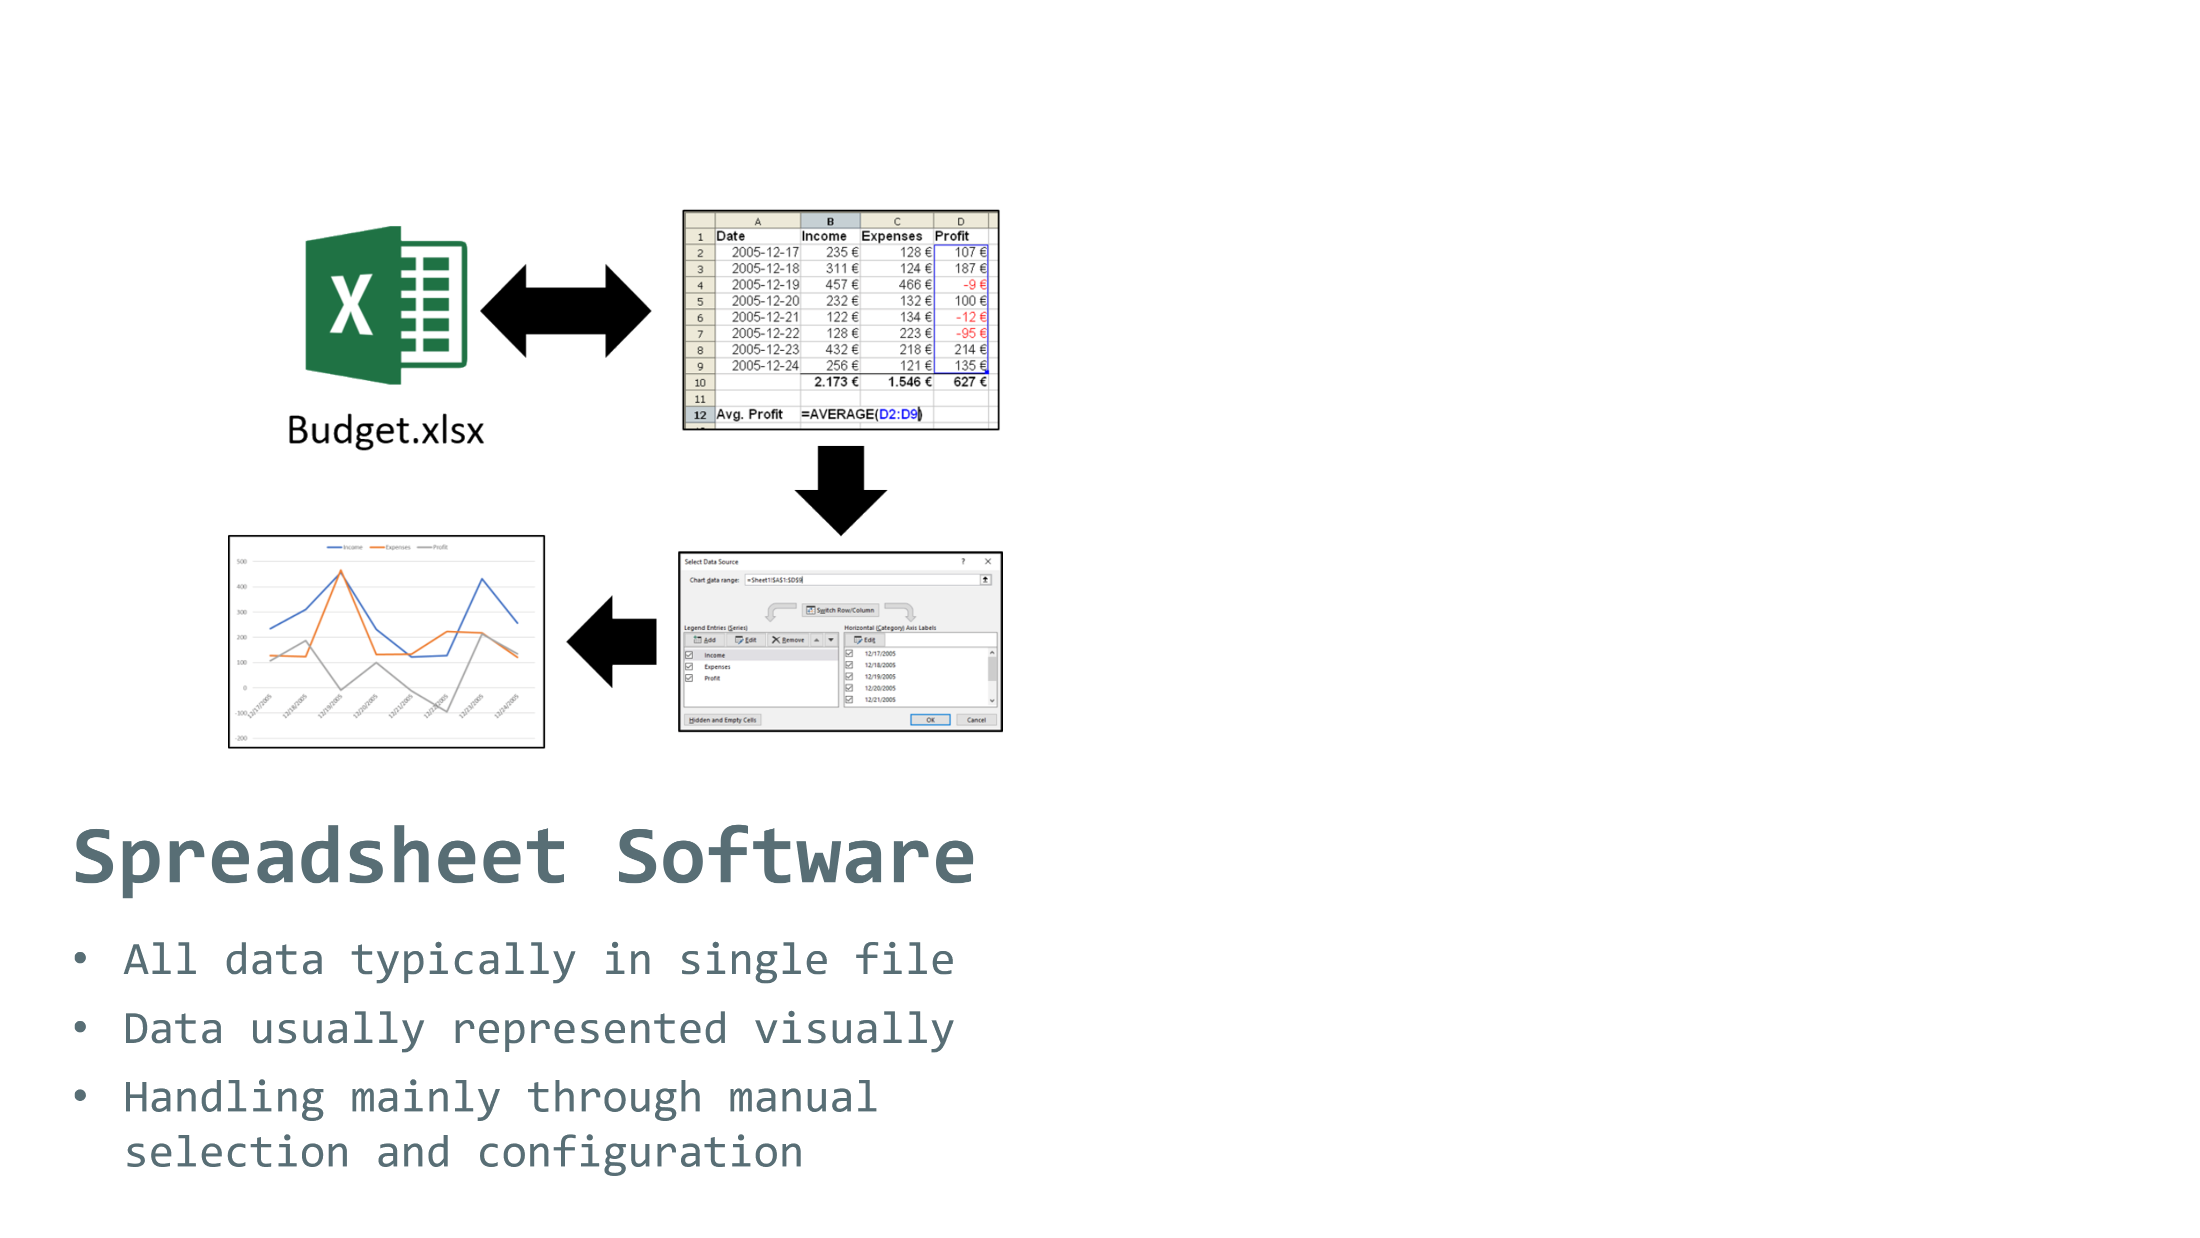 X
Budget.xlsx
A B C D
1 Date Income Expenses Profit
2 2005-12-17 235 € 128 € 107 €
3 2005-12-18 311 € 124 € 187 €
4 2005-12-19 457 € 466 € -9 €
5 2005-12-20 232 € 132 € 100 €
6 2005-12-21 122 € 134 € -12 €
7 2005-12-22 128 € 223 € -95 €
8 2005-12-23 432 € 218 € 214 €
9 2005-12-24 256 € 121 € 135 €
10 2.173 € 1.546 € 627 €
11
12 Avg. Profit =AVERAGE(D2:D9)
Income Expenses Profit
500
400
300
200
100
0
-100
-200
12/17/2005 12/18/2005 12/19/2005 12/20/2005 12/21/2005 12/22/2005 12/23/2005 12/24/2005
Select Data Source ? ×
Chart data range: =Sheet1!$A$1:$D$9
Switch Row/Column
Legend Entries (Series) Horizontal (Category) Axis Labels
Add Edit Remove Edit
Income 12/17/2005
Expenses 12/18/2005
Profit 12/19/2005
12/20/2005
12/21/2005
Hidden and Empty Cells OK Cancel
Spreadsheet Software
• All data typically in single file
• Data usually represented visually
• Handling mainly through manual
selection and configuration